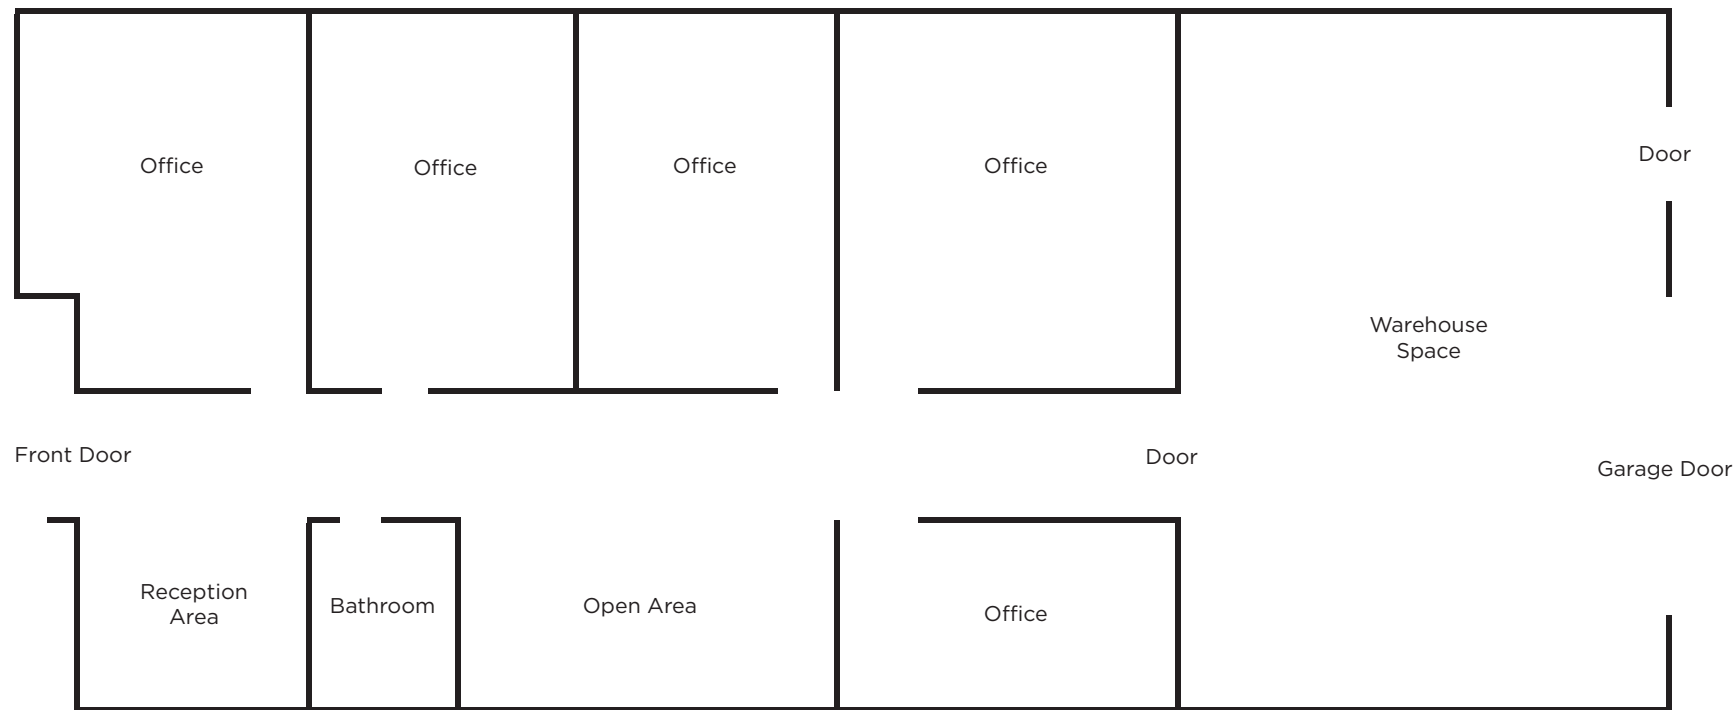 Office
Office
Office
Office
Door
Warehouse
Space
Front Door
Door
Garage Door
Reception
Area
Bathroom
Open Area
Office